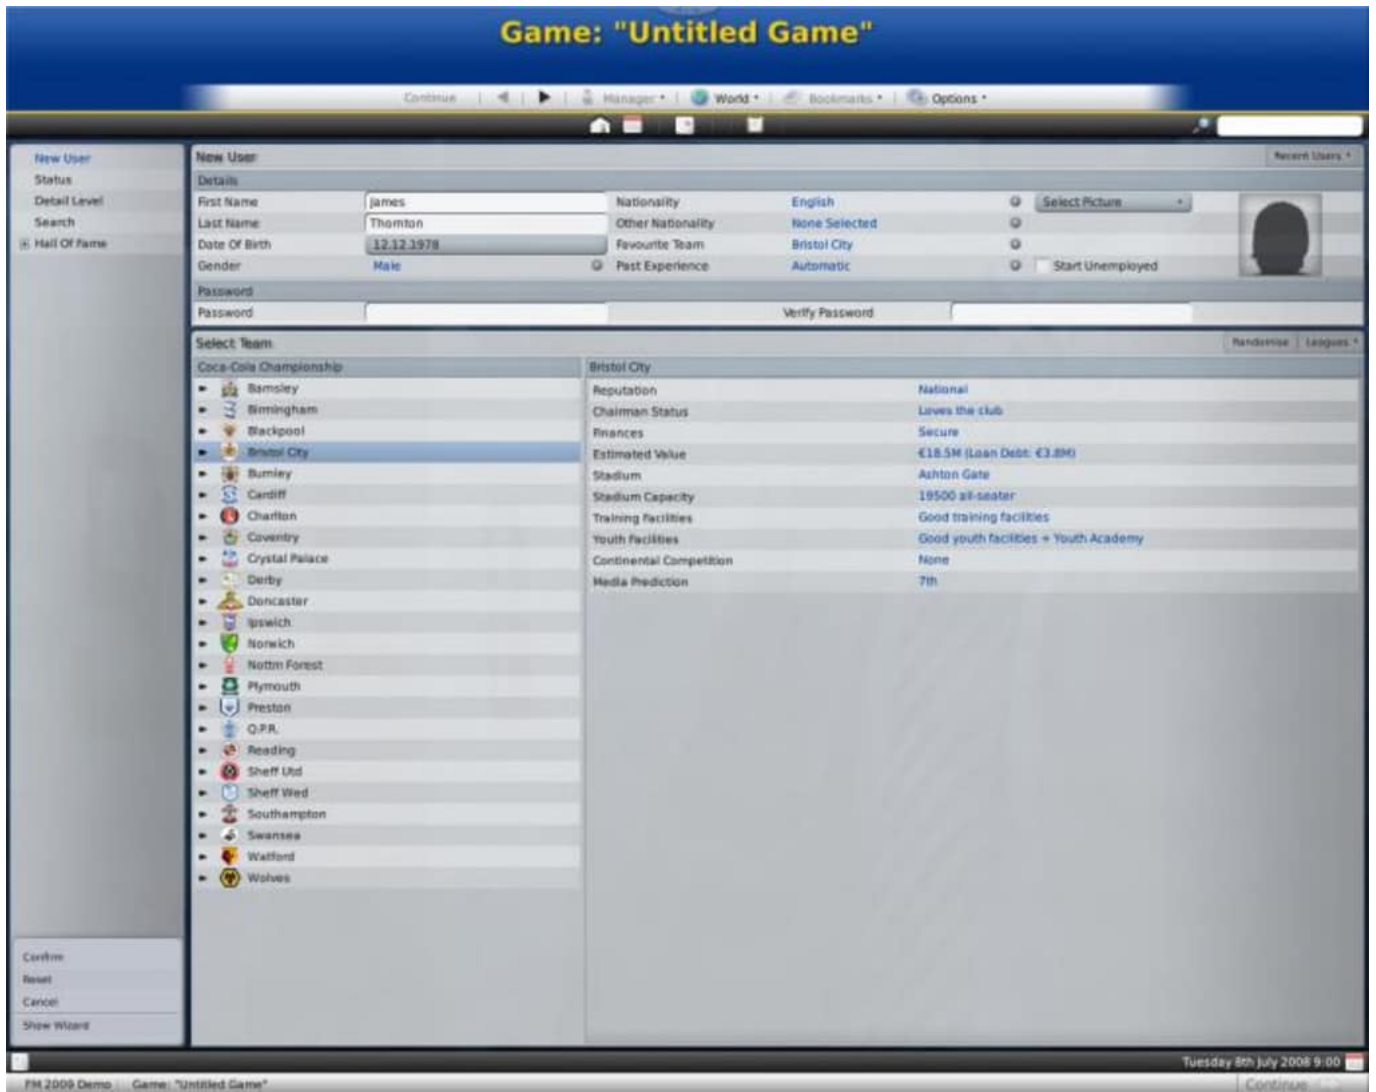 Game: "Untitled Game"
Continue Manager World Bookmarks Options
New User
Status
Detail Level
Search
Hall Of Fame
New User Recent Users
Details
First Name James Nationality English Select Picture
Last Name Thornton Other Nationality None Selected
Date Of Birth 12.12.1978 Favourite Team Bristol City
Gender Male Past Experience Automatic Start Unemployed
Password
Password Verify Password
Select Team Randomise Leagues
Coca-Cola Championship Bristol City
Barnsley Reputation National
Birmingham Chairman Status Loves the club
Blackpool Finances Secure
Bristol City Estimated Value €18.5M (Loan Debt: €3.8M)
Burnley Stadium Ashton Gate
Cardiff Stadium Capacity 19500 all-seater
Charlton Training Facilities Good training facilities
Coventry Youth Facilities Good youth facilities + Youth Academy
Crystal Palace Continental Competition None
Derby Media Prediction 7th
Doncaster
Ipswich
Norwich
Nottm Forest
Plymouth
Preston
Q.P.R.
Reading
Sheff Utd
Sheff Wed
Southampton
Swansea
Watford
Wolves
Confirm
Reset
Cancel
Show Wizard
Tuesday 8th July 2008 9:00
FM 2009 Demo Game: "Untitled Game" Continue